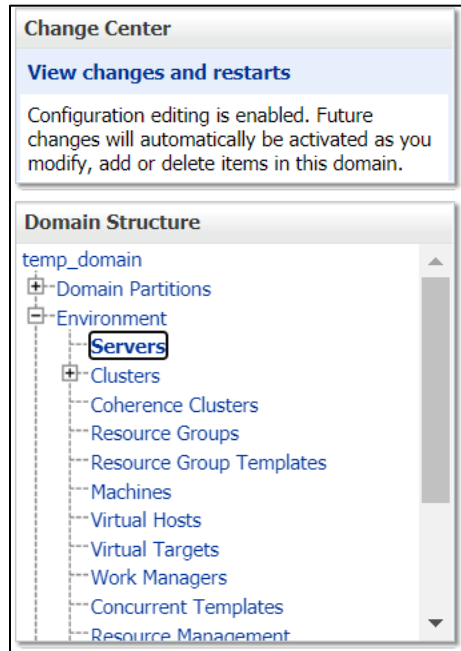 Change Center
View changes and restarts
Configuration editing is enabled. Future
changes will automatically be activated as you
modify, add or delete items in this domain.
Domain Structure
temp_domain
Domain Partitions
Environment
Servers
Clusters
Coherence Clusters
Resource Groups
Resource Group Templates
Machines
Virtual Hosts
Virtual Targets
Work Managers
Concurrent Templates
Resource Management